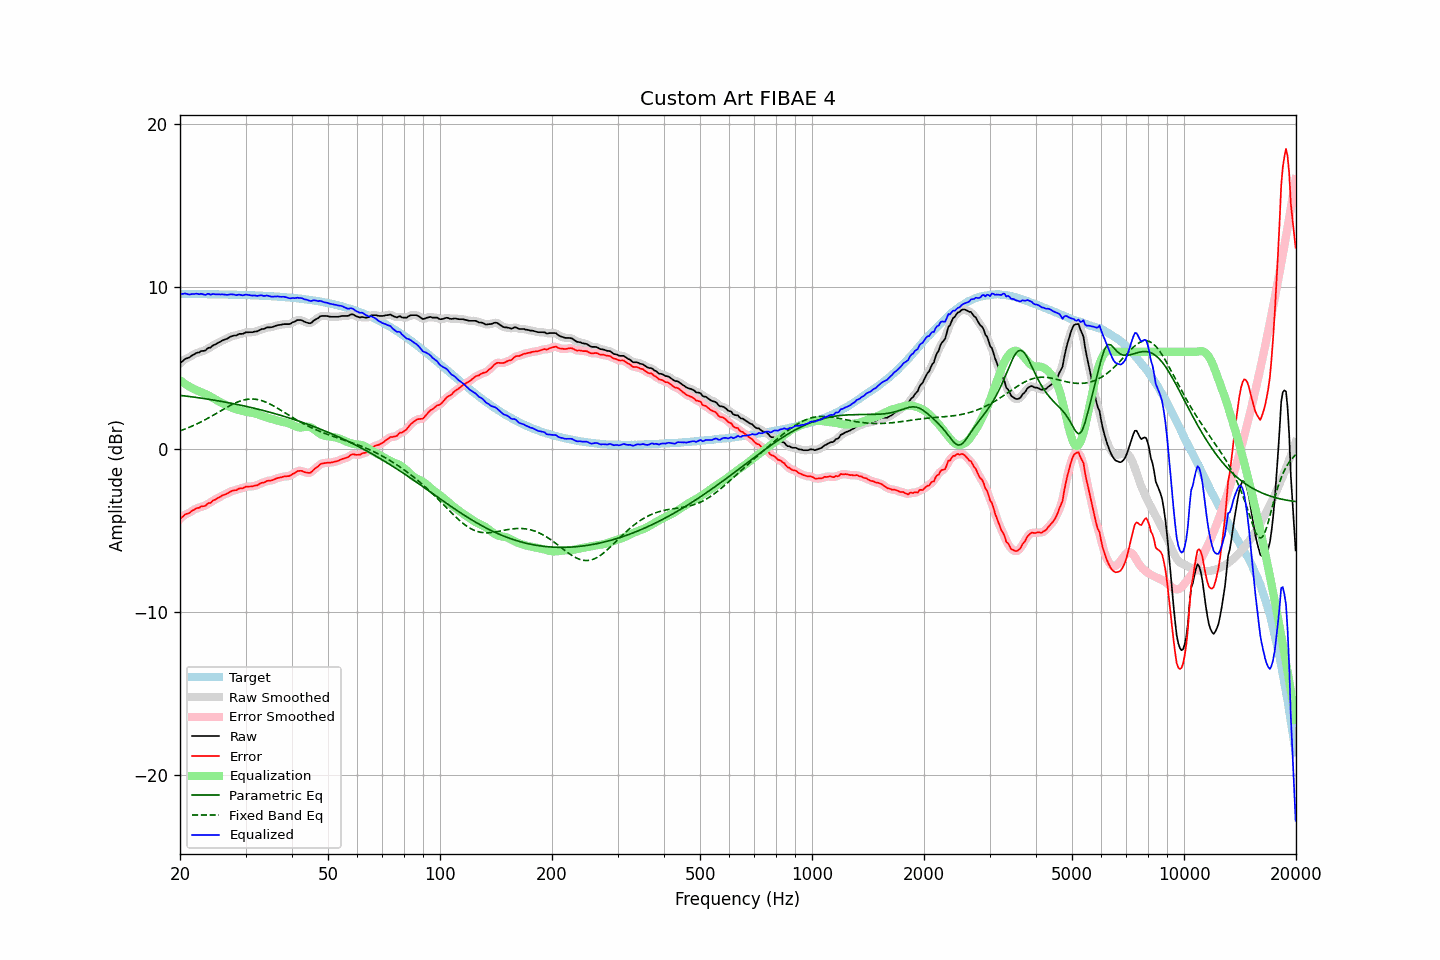 Custom Art FIBAE 4
20
10
0
−10
−20
Amplitude (dBr)
Target
Raw Smoothed
Error Smoothed
Raw
Error
Equalization
Parametric Eq
Fixed Band Eq
Equalized
20 50 100 200 500 1000 2000 5000 10000 20000
Frequency (Hz)